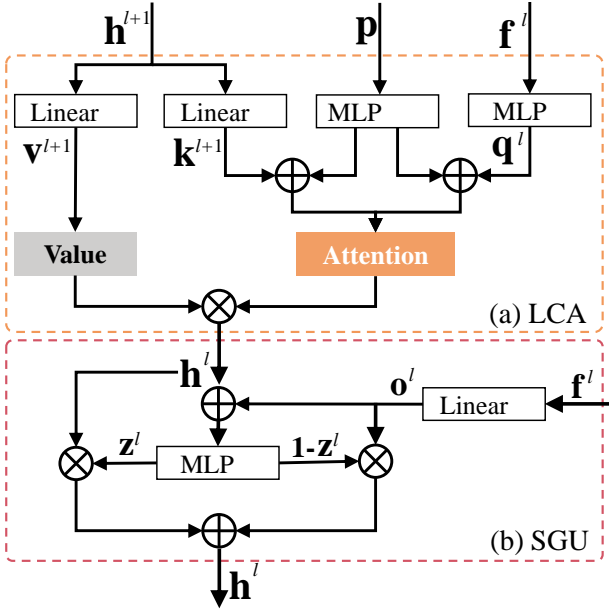 h^{l+1} p f^l
Linear Linear MLP MLP
v^{l+1} k^{l+1} q^l
Value Attention
(a) LCA
h^l o^l f^l
Linear
z^l MLP 1-z^l
(b) SGU
h^l